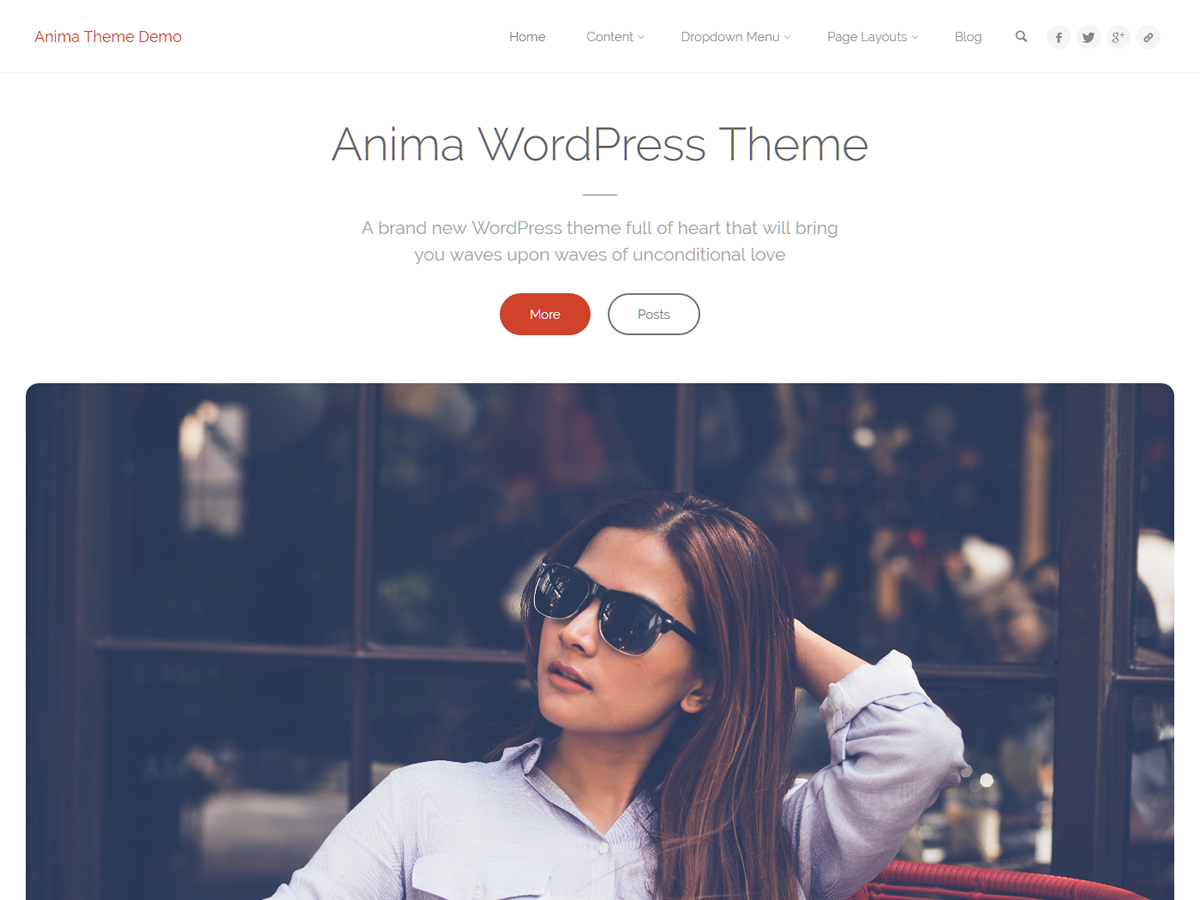 Anima Theme Demo
Home Content Dropdown Menu Page Layouts Blog
Anima WordPress Theme
A brand new WordPress theme full of heart that will bring
you waves upon waves of unconditional love
More Posts